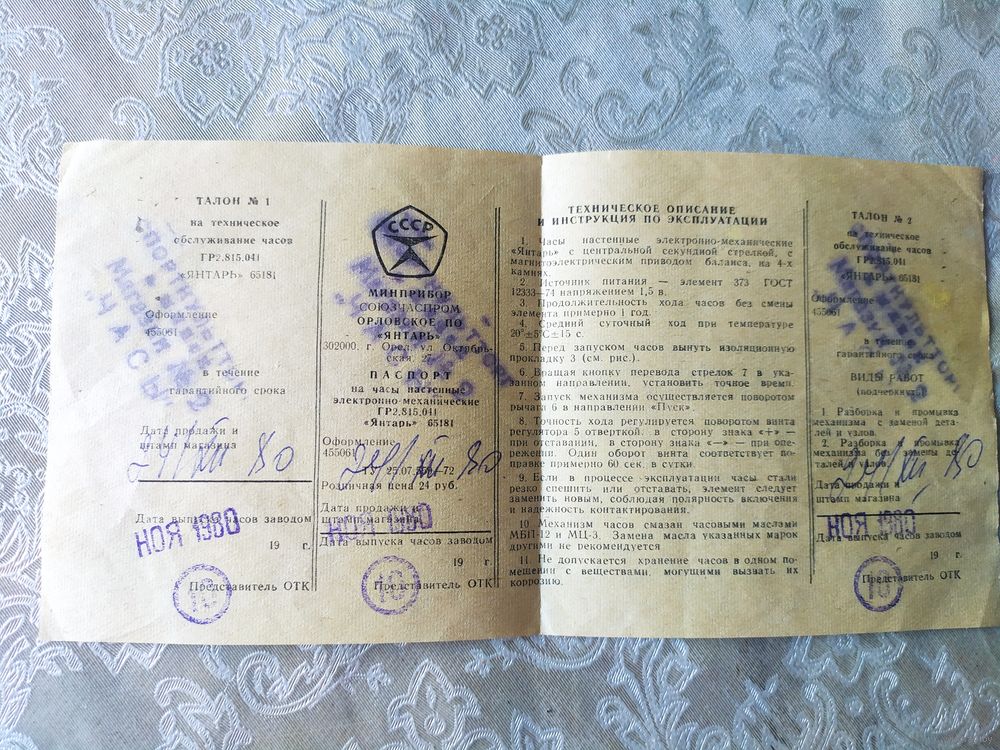 ТАЛОН № 1
на техническое
обслуживание часов
ГР2.815.041
«ЯНТАРЬ» 65181
Оформление
455061
в течение
гарантийного срока
Дата продажи и
штамп магазина
Дата выпуска часов заводом
НОЯ 1980
19 г.
Представитель ОТК
16
СССР
МИНПРИБОР
СОЮЗЧАСПРОМ
ОРЛОВСКОЕ ПО
«ЯНТАРЬ»
302000, г. Орел, ул. Октябрь-
ская, 27
ПАСПОРТ
на часы настенные
электронно-механические
ГР2.815.041
«Янтарь» 65181
Оформление
455061
Розничная цена 24 руб.
Дата продажи и
штамп магазина
НОЯ 1980
Дата выпуска часов заводом
19 г.
Представитель ОТК
16
ТЕХНИЧЕСКОЕ ОПИСАНИЕ
И ИНСТРУКЦИЯ ПО ЭКСПЛУАТАЦИИ
1. Часы настенные электронно-механические
«Янтарь» с центральной секундной стрелкой, с
магнитоэлектрическим приводом баланса, на 4-х
камнях.
2. Источник питания — элемент 373 ГОСТ
12333—74 напряжением 1,5 в.
3. Продолжительность хода часов без смены
элемента примерно 1 год.
4. Средний суточный ход при температуре
20°±5°С±15 с.
5. Перед запуском часов вынуть изоляционную
прокладку 3 (см. рис.).
6. Вращая кнопку перевода стрелок 7 в ука-
занном направлении, установить точное время.
7. Запуск механизма осуществляется поворотом
рычага 6 в направлении «Пуск».
8. Точность хода регулируется поворотом винта
регулятора 5 отверткой, в сторону знака «+» — при
отставании, в сторону знака «—» — при опе-
режении. Один оборот винта соответствует по-
правке примерно 60 сек. в сутки.
9. Если в процессе эксплуатации часы стали
резко спешить или отставать, элемент следует
заменить новым, соблюдая полярность включения
и надежность контактирования.
10 Механизм часов смазан часовыми маслами
МБП-12 и МЦ-3. Замена масла указанных марок
другими не рекомендуется
11. Не допускается хранение часов в одном по-
мещении с веществами, могущими вызвать их
коррозию.
ТАЛОН № 2
на техническое
обслуживание часов
ГР2.815.041
«ЯНТАРЬ» 65181
Оформление
455061
в течение
гарантийного срока
ВИДЫ РАБОТ
(подчеркнуть)
1. Разборка и промывка
механизма с заменой дета-
лей и узлов.
2. Разборка и промывка
механизма без замены де-
талей и узлов
Дата продажи и
штамп магазина
НОЯ 1980
Дата выпуска часов заводом
19 г.
Представитель ОТК
16